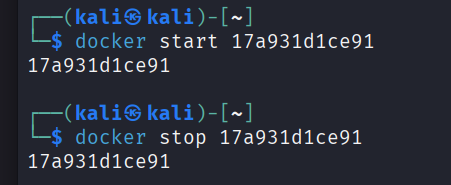 ┌──(kali㉿kali)-[~]
└─$ docker start 17a931d1ce91
17a931d1ce91
┌──(kali㉿kali)-[~]
└─$ docker stop 17a931d1ce91
17a931d1ce91